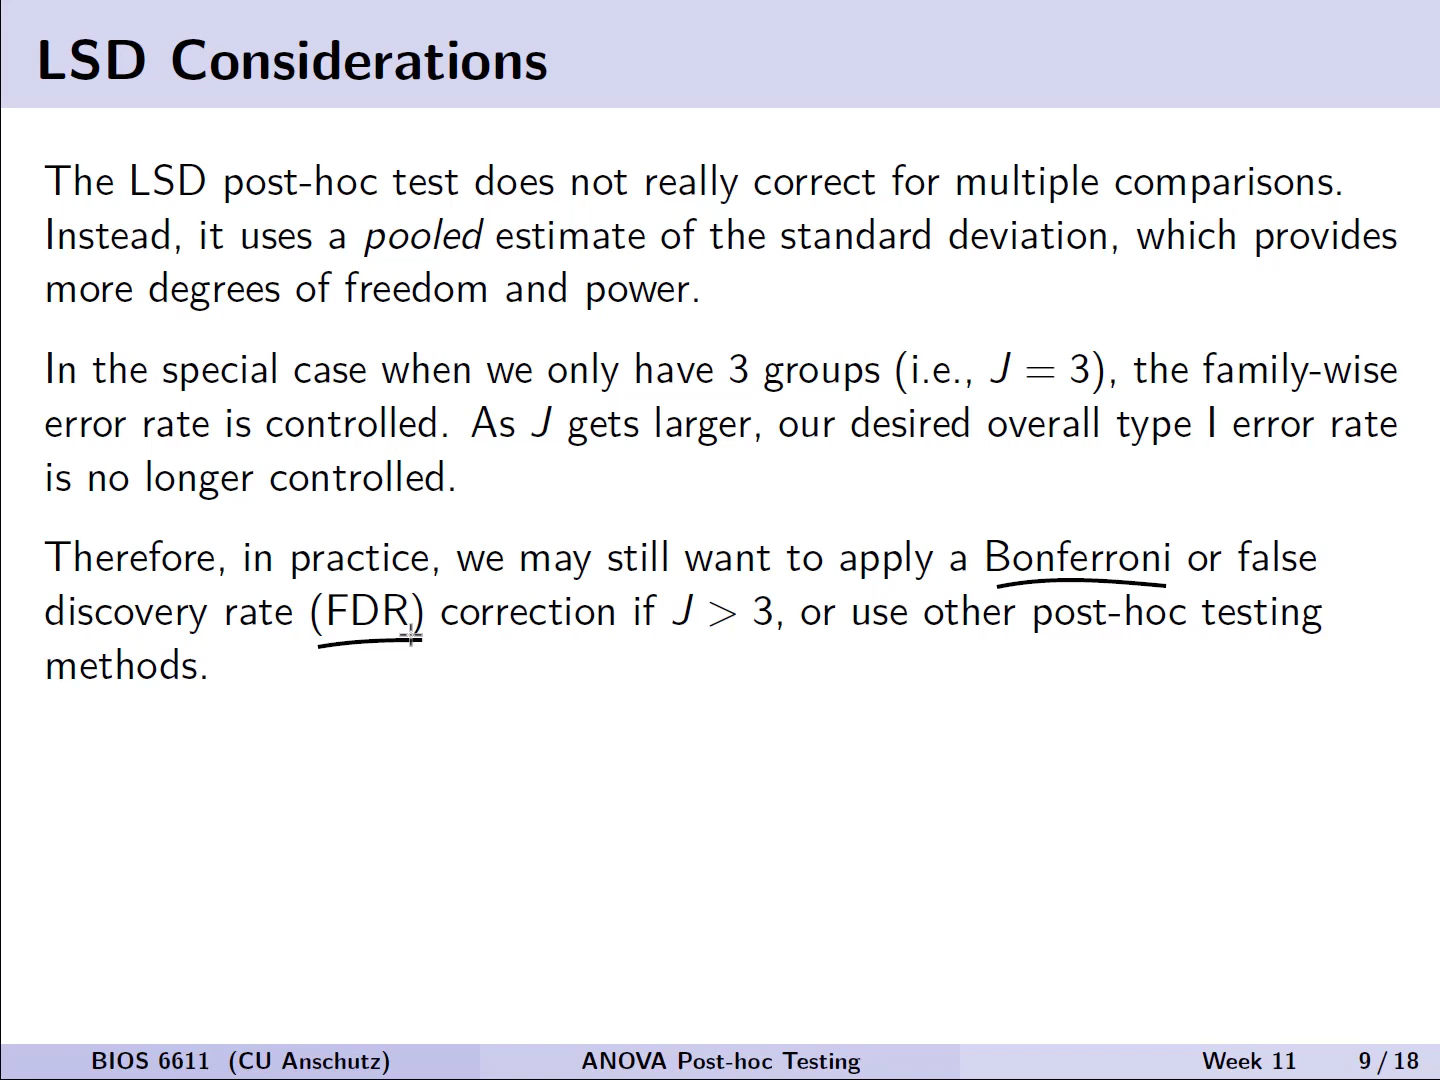 LSD Considerations
The LSD post-hoc test does not really correct for multiple comparisons.
Instead, it uses a pooled estimate of the standard deviation, which provides
more degrees of freedom and power.
In the special case when we only have 3 groups (i.e., J = 3), the family-wise
error rate is controlled. As J gets larger, our desired overall type I error rate
is no longer controlled.
Therefore, in practice, we may still want to apply a Bonferroni or false
discovery rate (FDR) correction if J > 3, or use other post-hoc testing
methods.
BIOS 6611 (CU Anschutz) ANOVA Post-hoc Testing Week 11 9 / 18